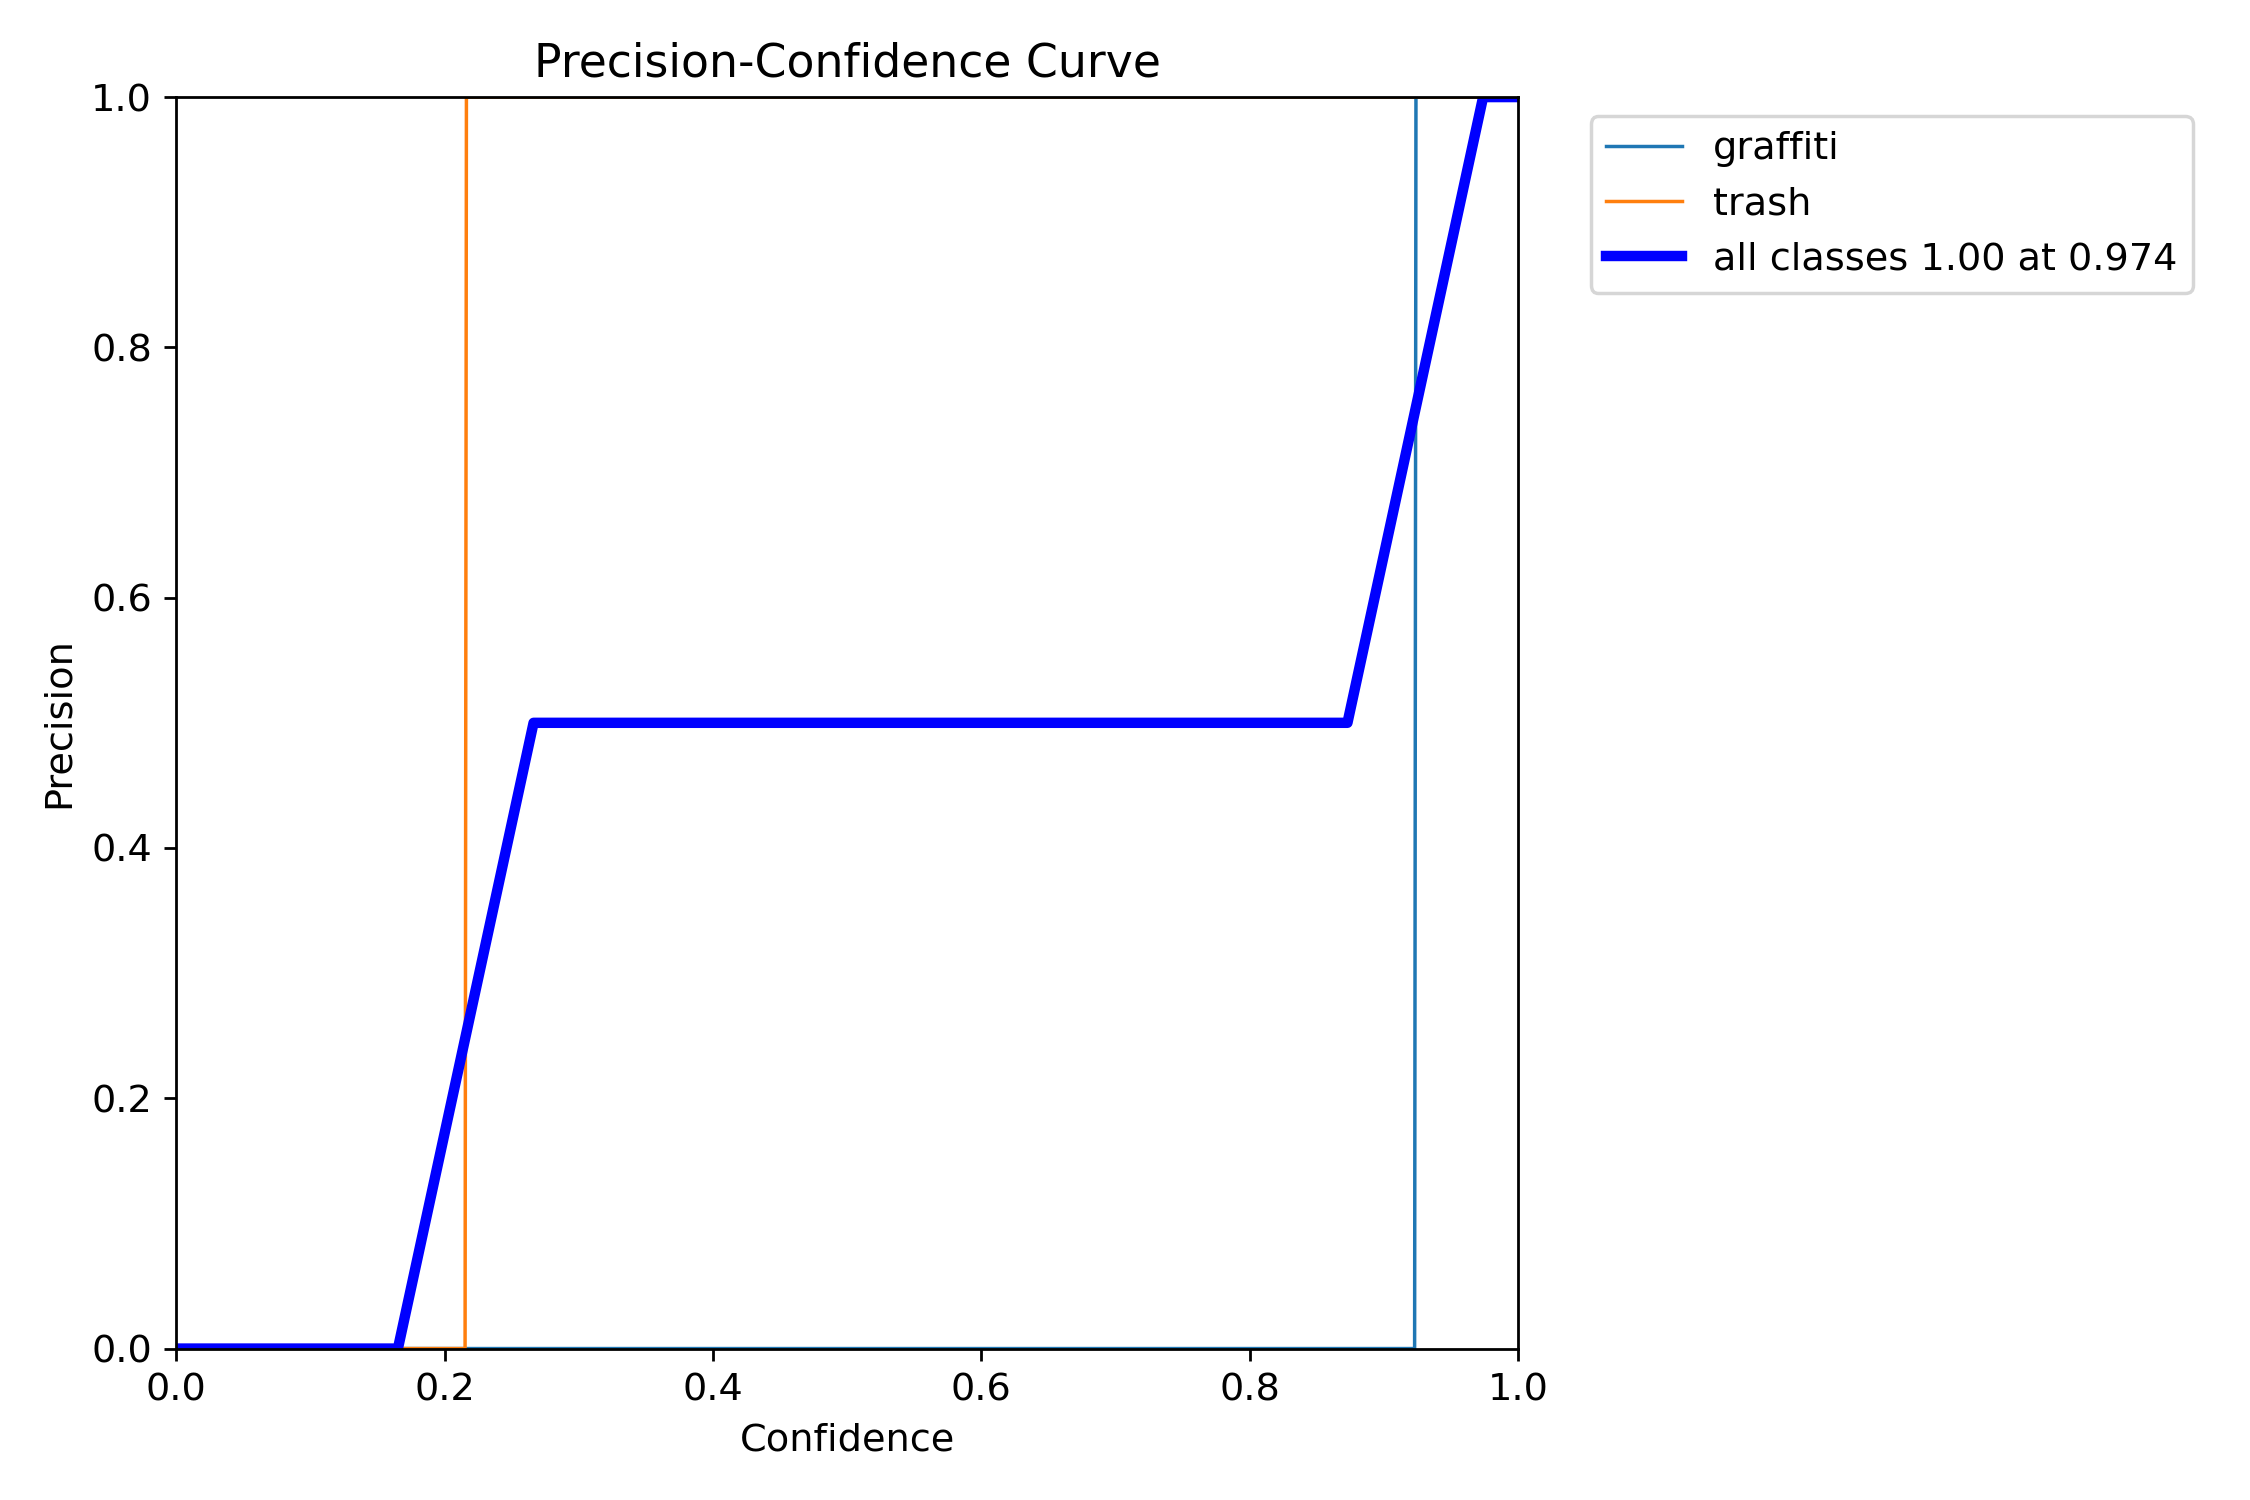 Precision-Confidence Curve
1.0
0.8
0.6
0.4
0.2
0.0
Precision
0.0 0.2 0.4 0.6 0.8 1.0
Confidence
graffiti
trash
all classes 1.00 at 0.974